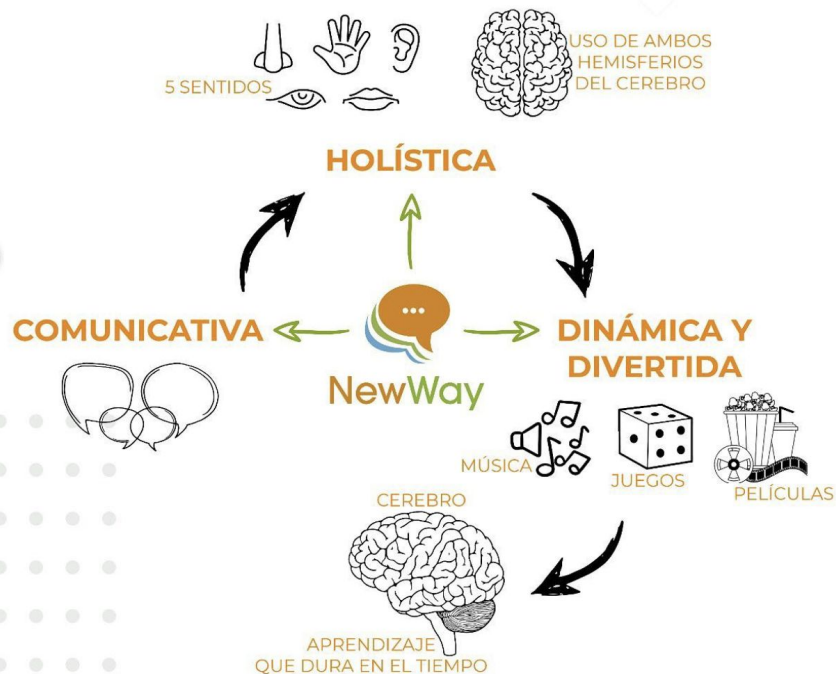 5 SENTIDOS
USO DE AMBOS
HEMISFERIOS
DEL CEREBRO
HOLÍSTICA
COMUNICATIVA
NewWay
DINÁMICA Y
DIVERTIDA
MÚSICA
JUEGOS
PELÍCULAS
CEREBRO
APRENDIZAJE
QUE DURA EN EL TIEMPO